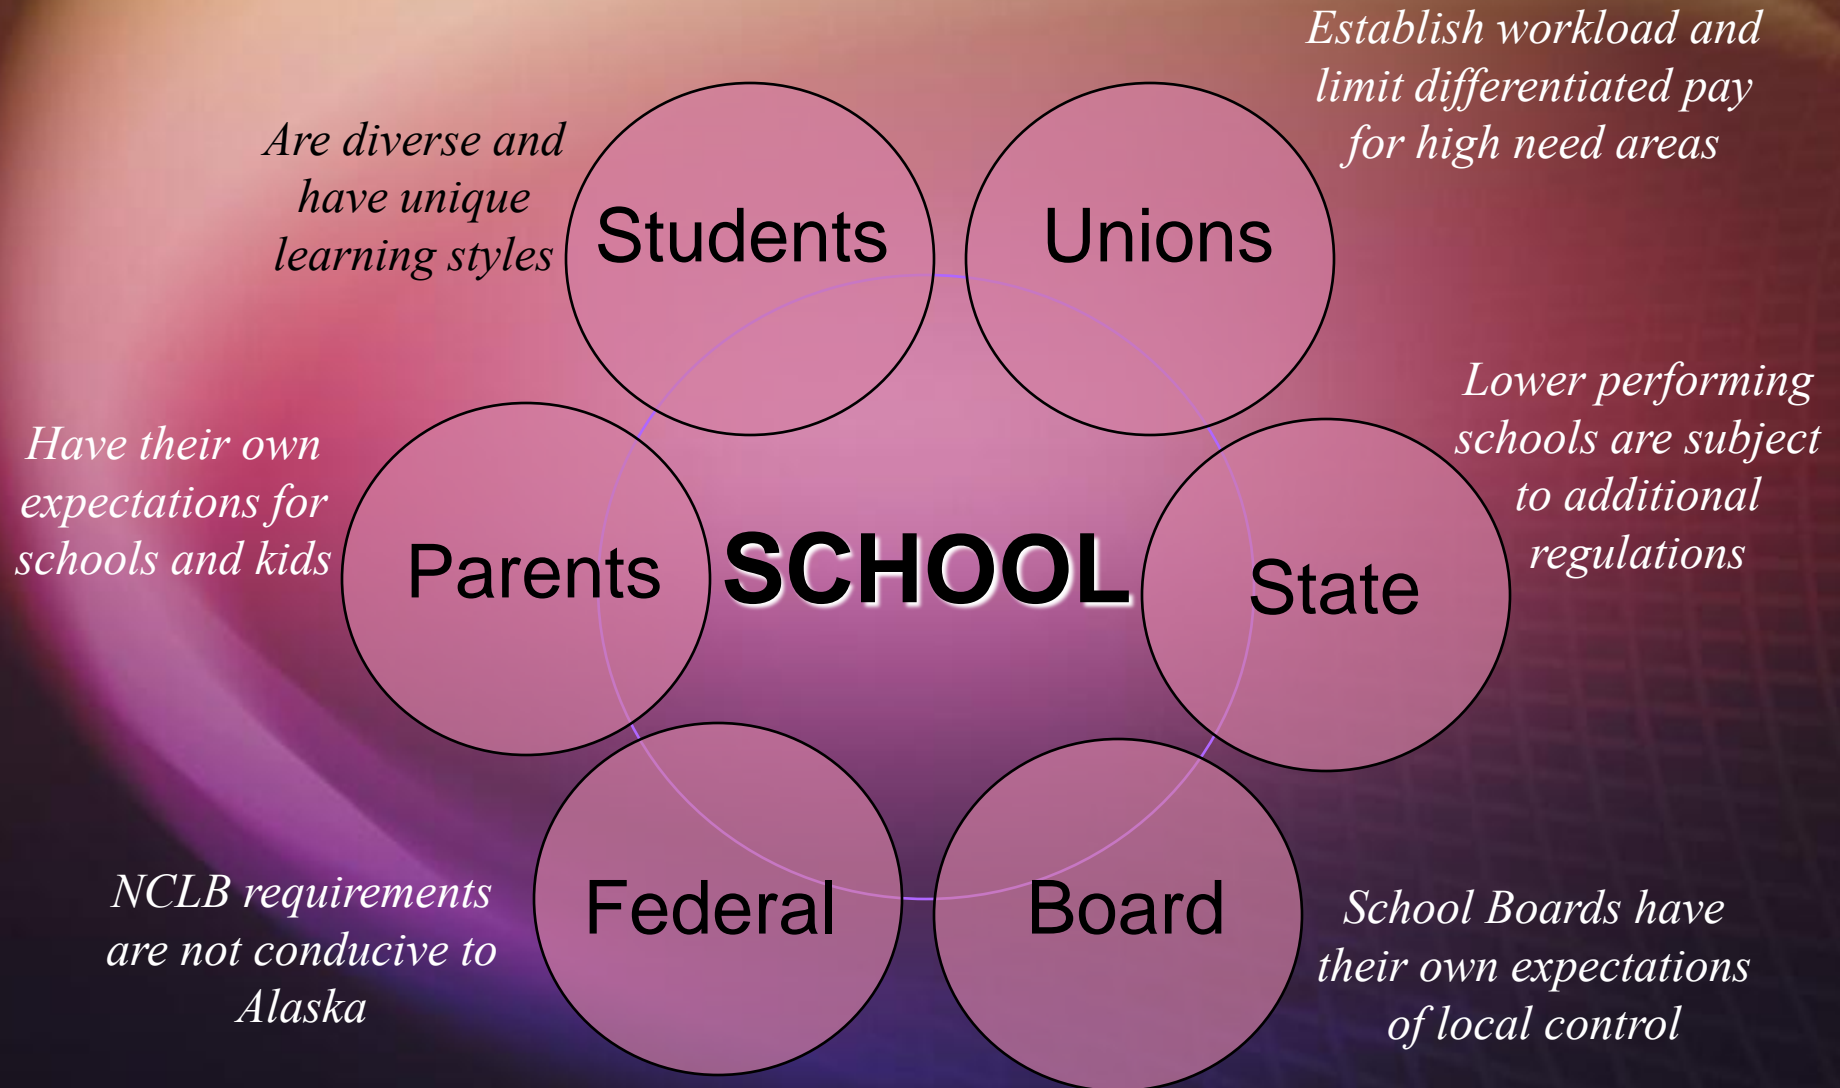 Establish workload and
limit differentiated pay
for high need areas
Are diverse and
have unique
learning styles
Students
Unions
Lower performing
schools are subject
to additional
regulations
Have their own
expectations for
schools and kids
Parents
SCHOOL
State
NCLB requirements
are not conducive to
Alaska
Federal
Board
School Boards have
their own expectations
of local control